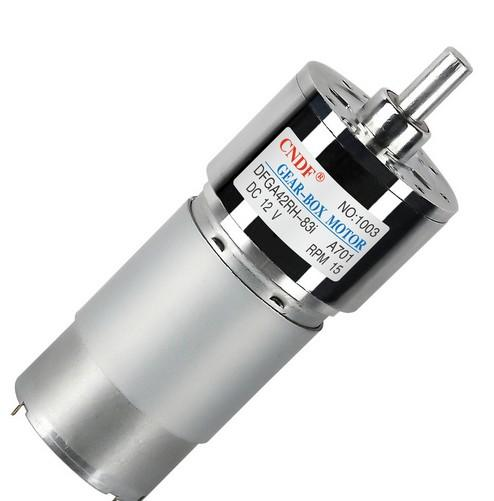 CNDF®
GEAR-BOX MOTOR
DFGA42RH-83i
DC 12 V
NO:1003
A701
RPM 15